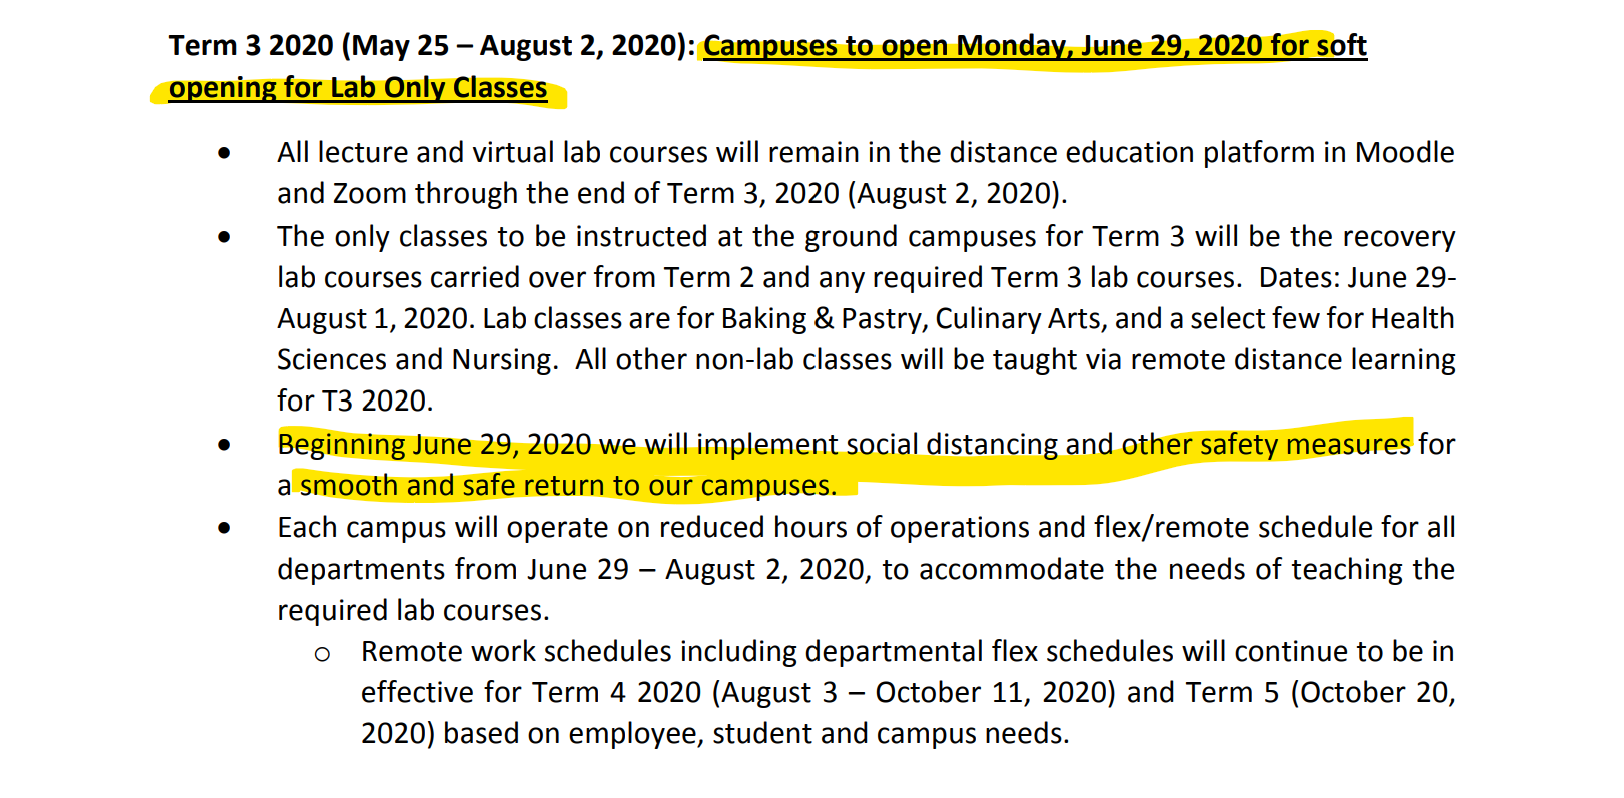 Term 3 2020 (May 25 – August 2, 2020): Campuses to open Monday, June 29, 2020 for soft
opening for Lab Only Classes
• All lecture and virtual lab courses will remain in the distance education platform in Moodle
and Zoom through the end of Term 3, 2020 (August 2, 2020).
• The only classes to be instructed at the ground campuses for Term 3 will be the recovery
lab courses carried over from Term 2 and any required Term 3 lab courses.  Dates: June 29-
August 1, 2020. Lab classes are for Baking & Pastry, Culinary Arts, and a select few for Health
Sciences and Nursing.  All other non-lab classes will be taught via remote distance learning
for T3 2020.
• Beginning June 29, 2020 we will implement social distancing and other safety measures for
a smooth and safe return to our campuses.
• Each campus will operate on reduced hours of operations and flex/remote schedule for all
departments from June 29 – August 2, 2020, to accommodate the needs of teaching the
required lab courses.
o Remote work schedules including departmental flex schedules will continue to be in
effective for Term 4 2020 (August 3 – October 11, 2020) and Term 5 (October 20,
2020) based on employee, student and campus needs.